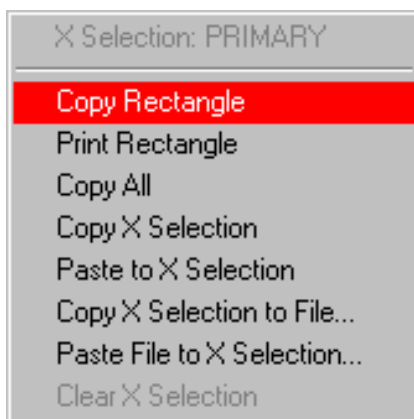 X Selection: PRIMARY
Copy Rectangle
Print Rectangle
Copy All
Copy X Selection
Paste to X Selection
Copy X Selection to File...
Paste File to X Selection...
Clear X Selection